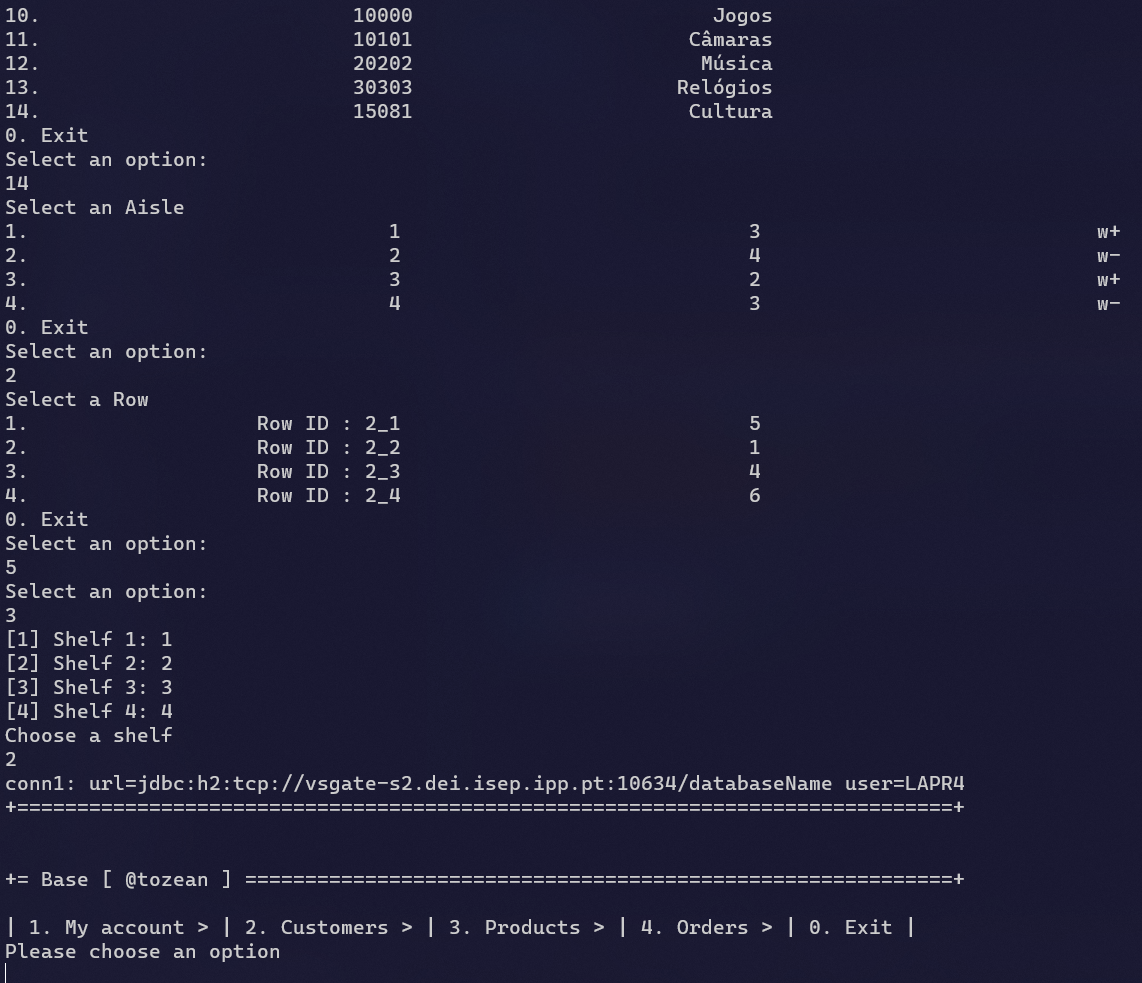 10. 10000 Jogos
11. 10101 Câmaras
12. 20202 Música
13. 30303 Relógios
14. 15081 Cultura
0. Exit
Select an option:
14
Select an Aisle
1. 1 3 w+
2. 2 4 w-
3. 3 2 w+
4. 4 3 w-
0. Exit
Select an option:
2
Select a Row
1. Row ID : 2_1 5
2. Row ID : 2_2 1
3. Row ID : 2_3 4
4. Row ID : 2_4 6
0. Exit
Select an option:
5
Select an option:
3
[1] Shelf 1: 1
[2] Shelf 2: 2
[3] Shelf 3: 3
[4] Shelf 4: 4
Choose a shelf
2
conn1: url=jdbc:h2:tcp://vsgate-s2.dei.isep.ipp.pt:10634/databaseName user=LAPR4
+==============================================================================+
+= Base [ @tozean ] ===========================================================+
| 1. My account > | 2. Customers > | 3. Products > | 4. Orders > | 0. Exit |
Please choose an option